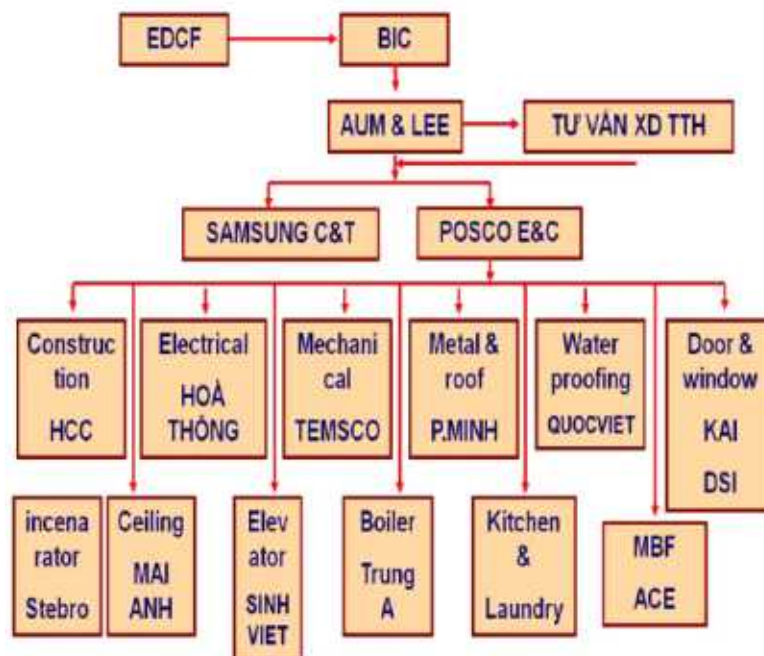 EDCF
BIC
AUM & LEE
TƯ VẤN XD TTH
SAMSUNG C&T
POSCO E&C
Construc
tion
HCC
Electrical
HOÀ
THÔNG
Mechani
cal
TEMSCO
Metal &
roof
P.MINH
Water
proofing
QUOCVIET
Door &
window
KAI
DSI
incena
rator
Stebro
Ceiling
MAI
ANH
Elev
ator
SINH
VIET
Boiler
Trung
A
Kitchen
&
Laundry
MBF
ACE